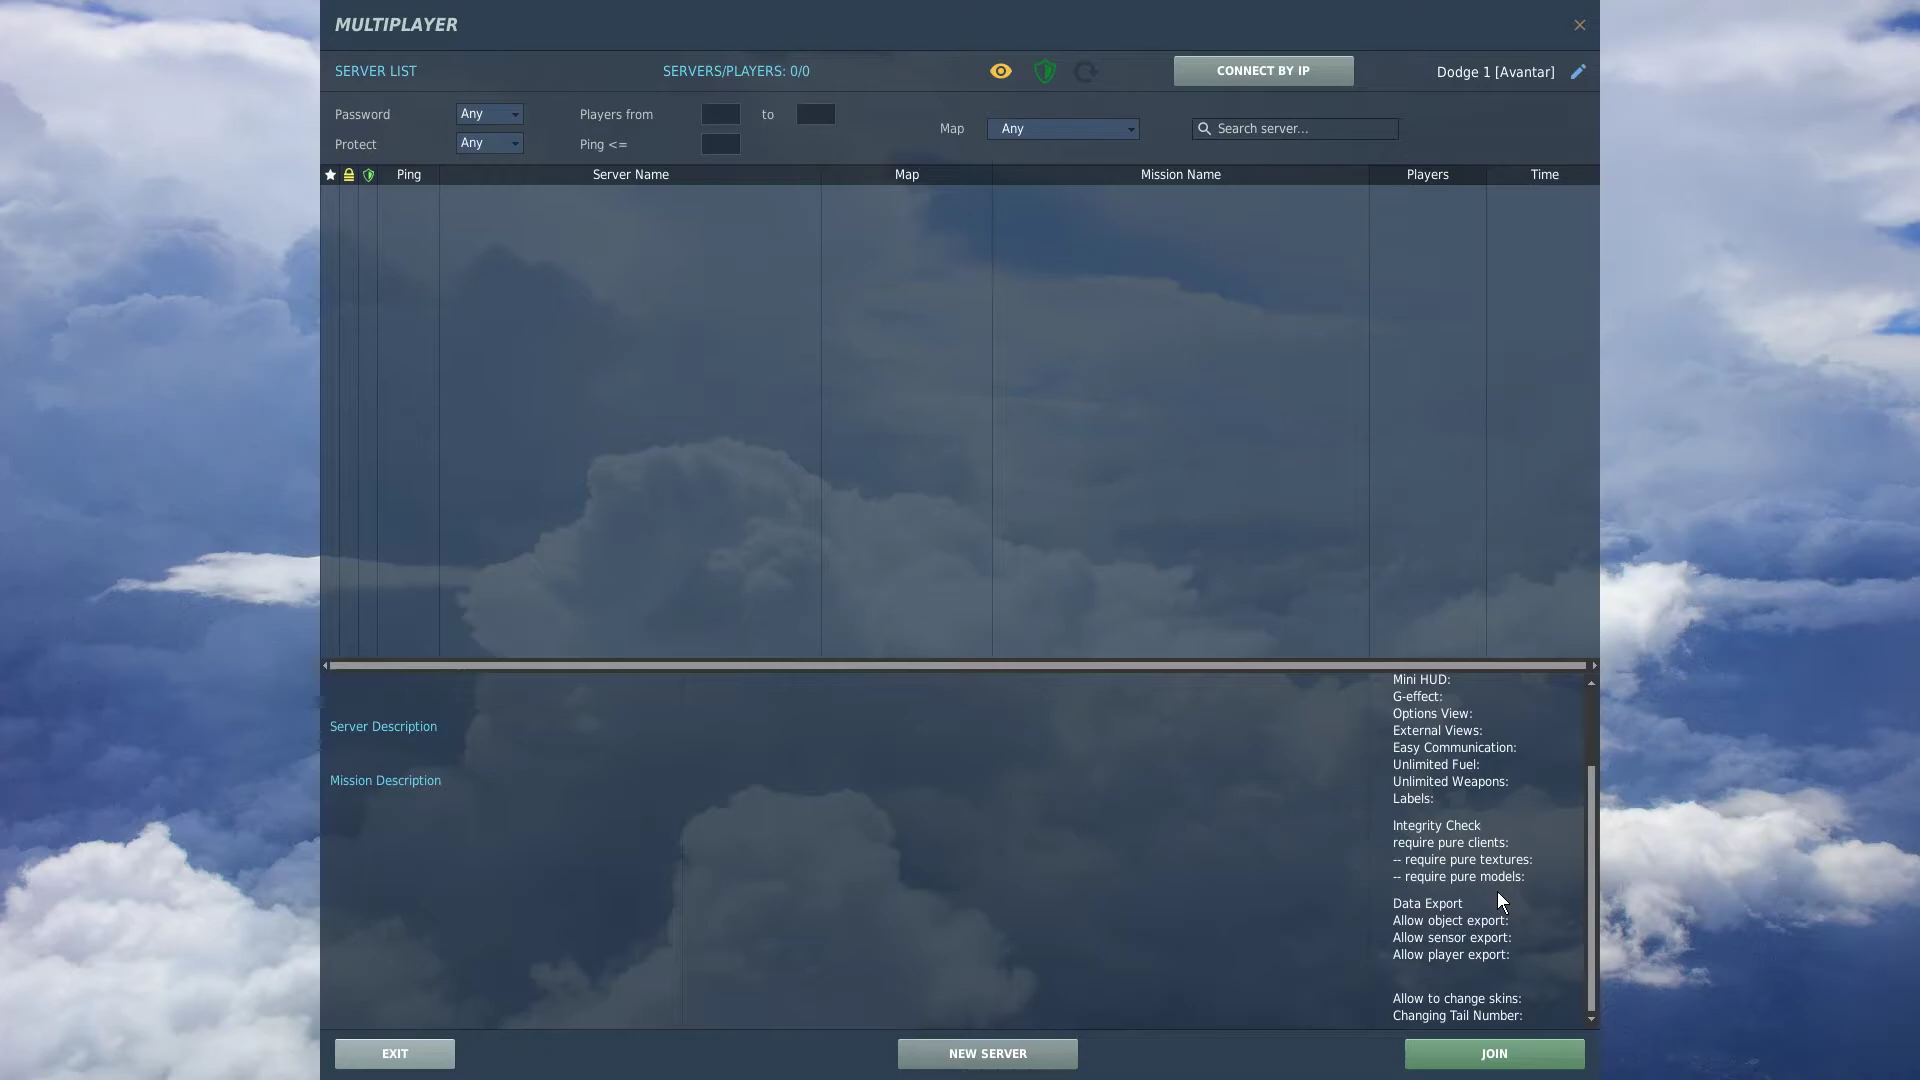 MULTIPLAYER
SERVER LIST
SERVERS/PLAYERS: 0/0
CONNECT BY IP
Dodge 1 [Avantar]
Password
Any
Players from
to
Protect
Any
Ping <=
Map
Any
Search server...
Ping
Server Name
Map
Mission Name
Players
Time
Server Description
Mission Description
Mini HUD:
G-effect:
Options View:
External Views:
Easy Communication:
Unlimited Fuel:
Unlimited Weapons:
Labels:
Integrity Check
require pure clients:
-- require pure textures:
-- require pure models:
Data Export
Allow object export:
Allow sensor export:
Allow player export:
Allow to change skins:
Changing Tail Number:
EXIT
NEW SERVER
JOIN